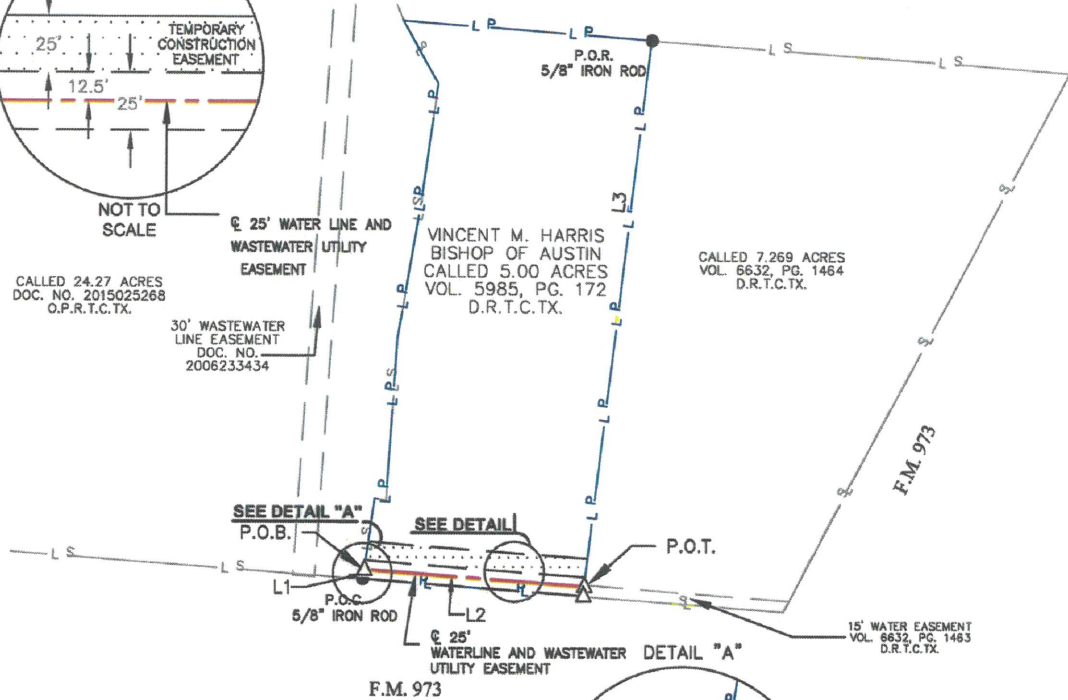 TEMPORARY
CONSTRUCTION
EASEMENT
25'
12.5'
25'
NOT TO
SCALE
℄ 25' WATER LINE AND
WASTEWATER UTILITY
EASEMENT
CALLED 24.27 ACRES
DOC. NO. 2015025268
O.P.R.T.C.TX.
30' WASTEWATER
LINE EASEMENT
DOC. NO.
2006233434
P.O.R.
5/8" IRON ROD
L3
VINCENT M. HARRIS
BISHOP OF AUSTIN
CALLED 5.00 ACRES
VOL. 5985, PG. 172
D.R.T.C.TX.
CALLED 7.269 ACRES
VOL. 6632, PG. 1464
D.R.T.C.TX.
F.M. 973
SEE DETAIL "A"
P.O.B.
SEE DETAIL
P.O.T.
L1
P.O.C.
5/8" IRON ROD
L2
℄ 25'
WATERLINE AND WASTEWATER
UTILITY EASEMENT
DETAIL "A"
15' WATER EASEMENT
VOL. 6632, PG. 1463
D.R.T.C.TX.
F.M. 973